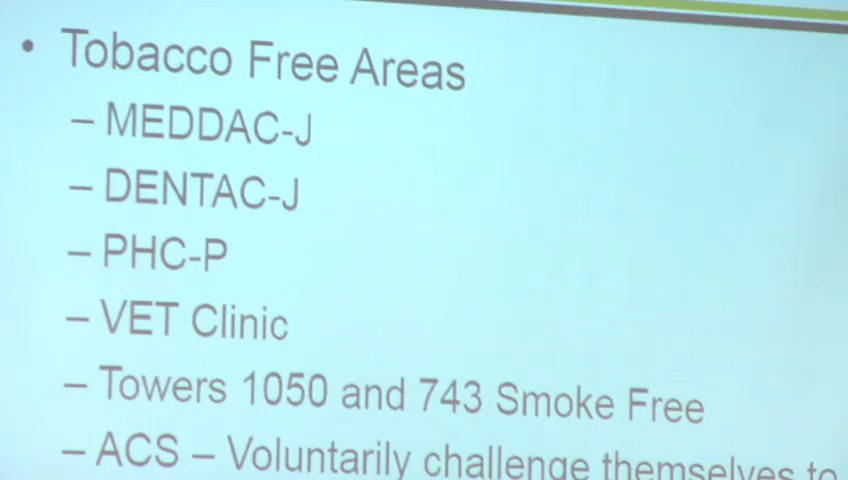 • Tobacco Free Areas
– MEDDAC-J
– DENTAC-J
– PHC-P
– VET Clinic
– Towers 1050 and 743 Smoke Free
– ACS – Voluntarily challenge themselves to